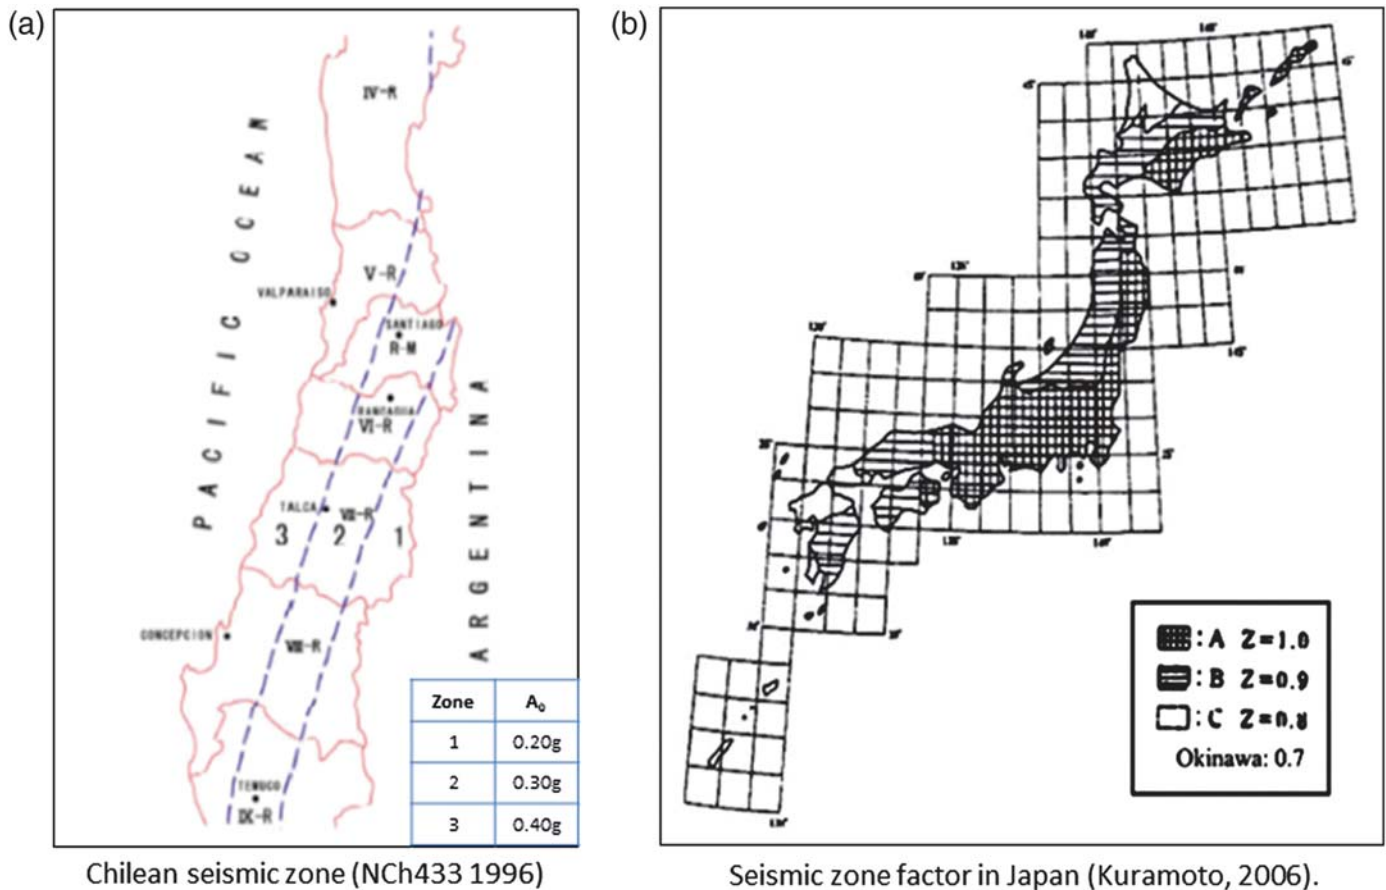 (a)
IV-R
PACIFIC OCEAN
V-R
VALPARAISO
SANTIAGO
R-M
RANCAGUA
VI-R
ARGENTINA
TALCA
VII-R
3 2 1
CONCEPCION
VIII-R
TEMUCO
IX-R
Zone A₀
1 0.20g
2 0.30g
3 0.40g
Chilean seismic zone (NCh433 1996)
(b)
: A Z=1.0
: B Z=0.9
: C Z=0.8
Okinawa: 0.7
Seismic zone factor in Japan (Kuramoto, 2006).